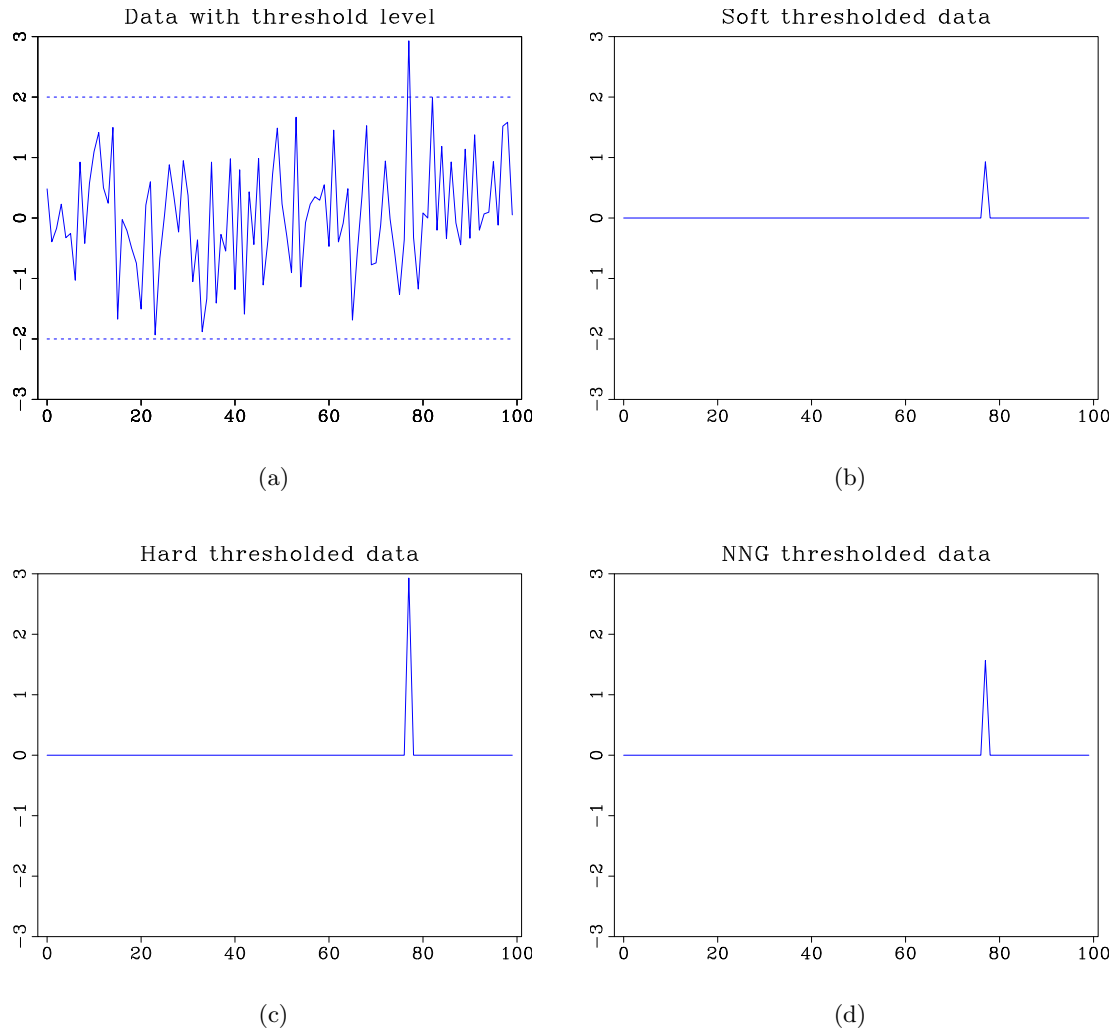 Data with threshold level
3
2
1
0
−1
−2
−3
0 20 40 60 80 100
(a)
Soft thresholded data
3
2
1
0
−1
−2
−3
0 20 40 60 80 100
(b)
Hard thresholded data
3
2
1
0
−1
−2
−3
0 20 40 60 80 100
(c)
NNG thresholded data
3
2
1
0
−1
−2
−3
0 20 40 60 80 100
(d)